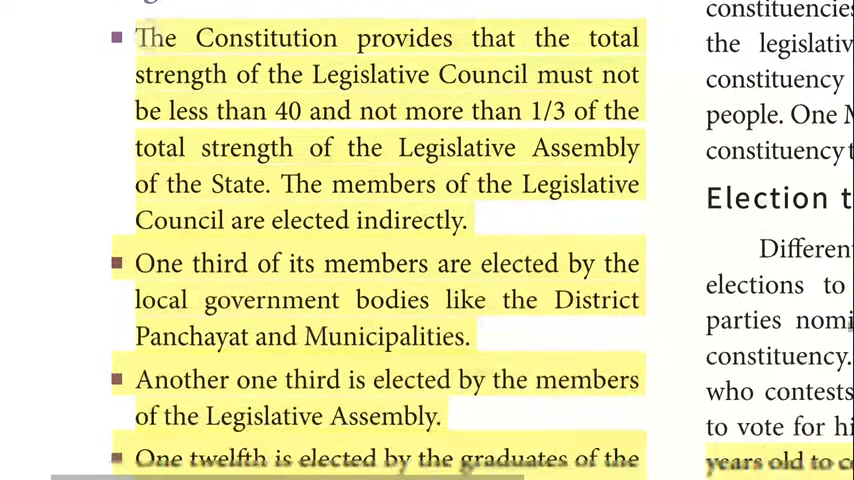 The Constitution provides that the total
strength of the Legislative Council must not
be less than 40 and not more than 1/3 of the
total strength of the Legislative Assembly
of the State. The members of the Legislative
Council are elected indirectly.
One third of its members are elected by the
local government bodies like the District
Panchayat and Municipalities.
Another one third is elected by the members
of the Legislative Assembly.
One twelfth is elected by the graduates of the
constituencies
the legislativ
constituency
people. One M
constituency t
Election t
Differen
elections to
parties nomi
constituency.
who contests
to vote for hi
years old to c